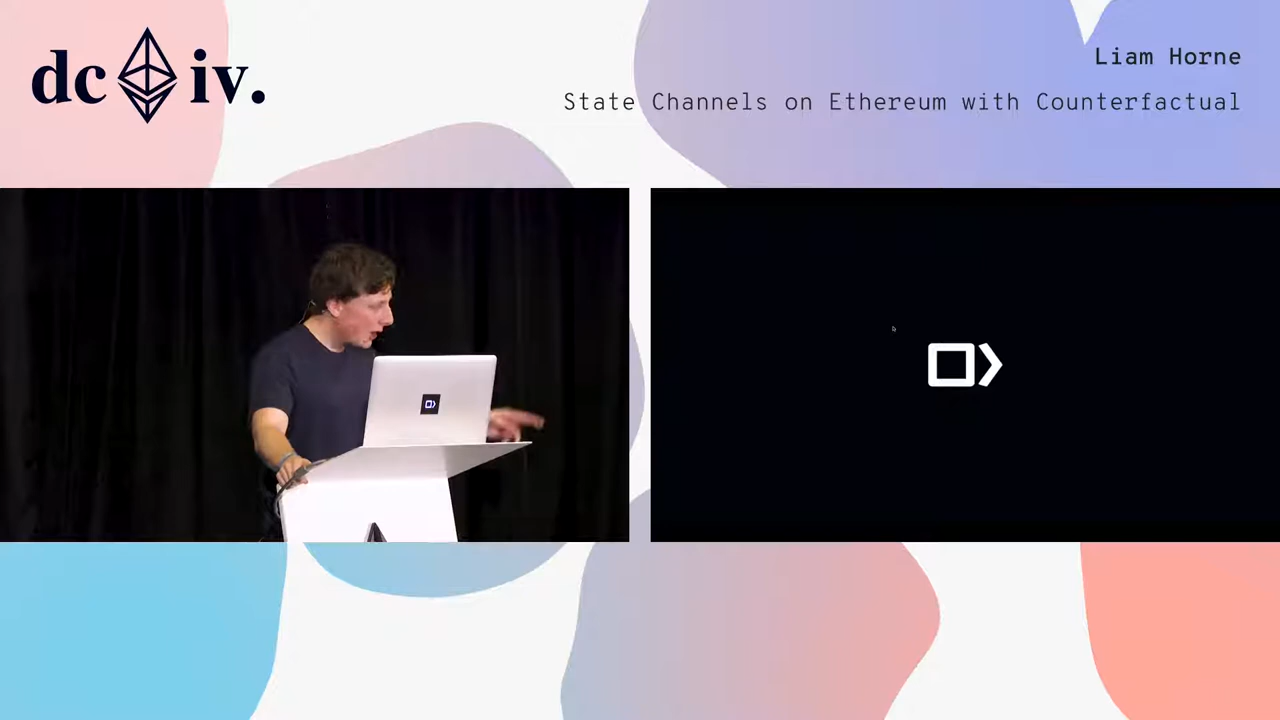 dc iv.
Liam Horne
State Channels on Ethereum with Counterfactual